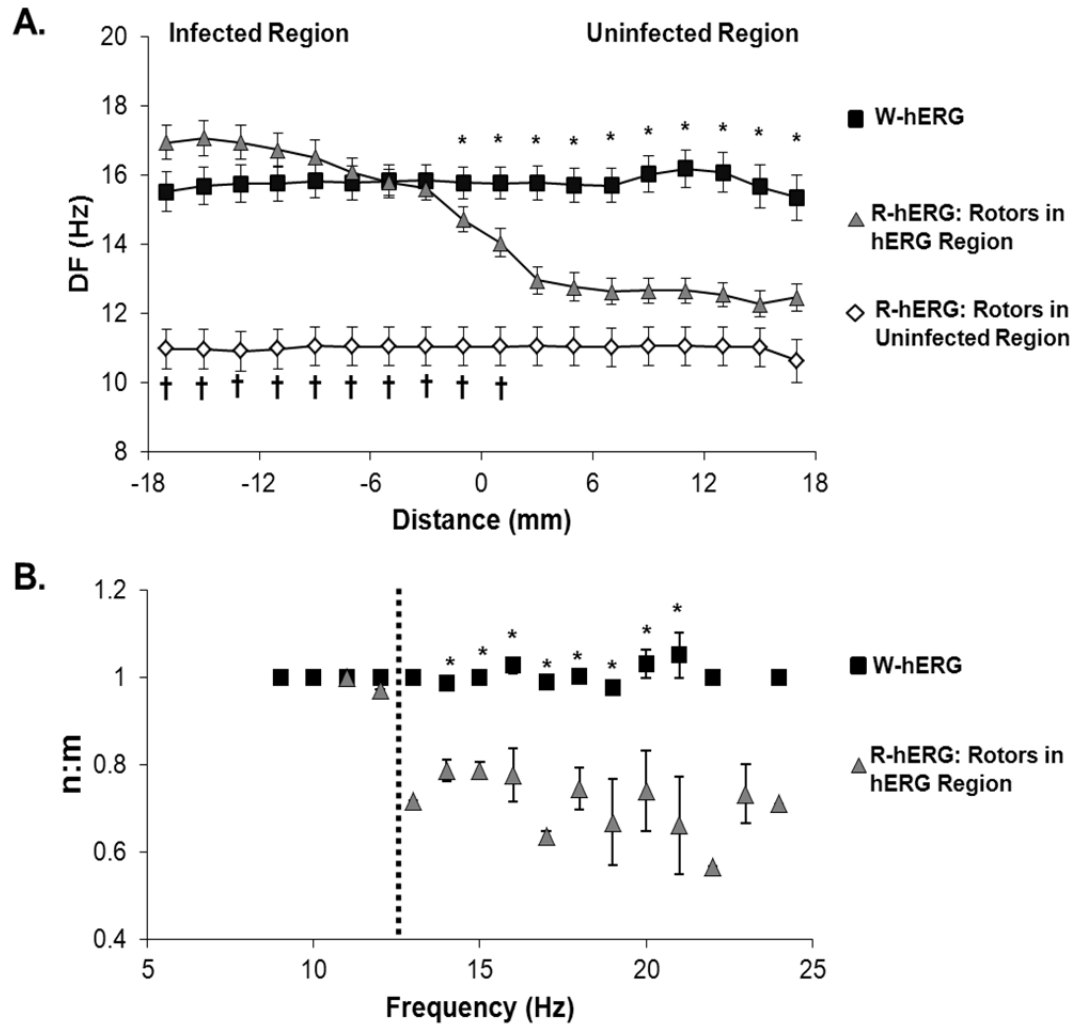 A.
Infected Region
Uninfected Region
20
18
16
14
12
10
8
DF (Hz)
* * * * * * * * * *
† † † † † † † † † †
-18 -12 -6 0 6 12 18
Distance (mm)
W-hERG
R-hERG: Rotors in
hERG Region
R-hERG: Rotors in
Uninfected Region
B.
1.2
1
0.8
0.6
0.4
n:m
* * * * * * * *
5 10 15 20 25
Frequency (Hz)
W-hERG
R-hERG: Rotors in
hERG Region